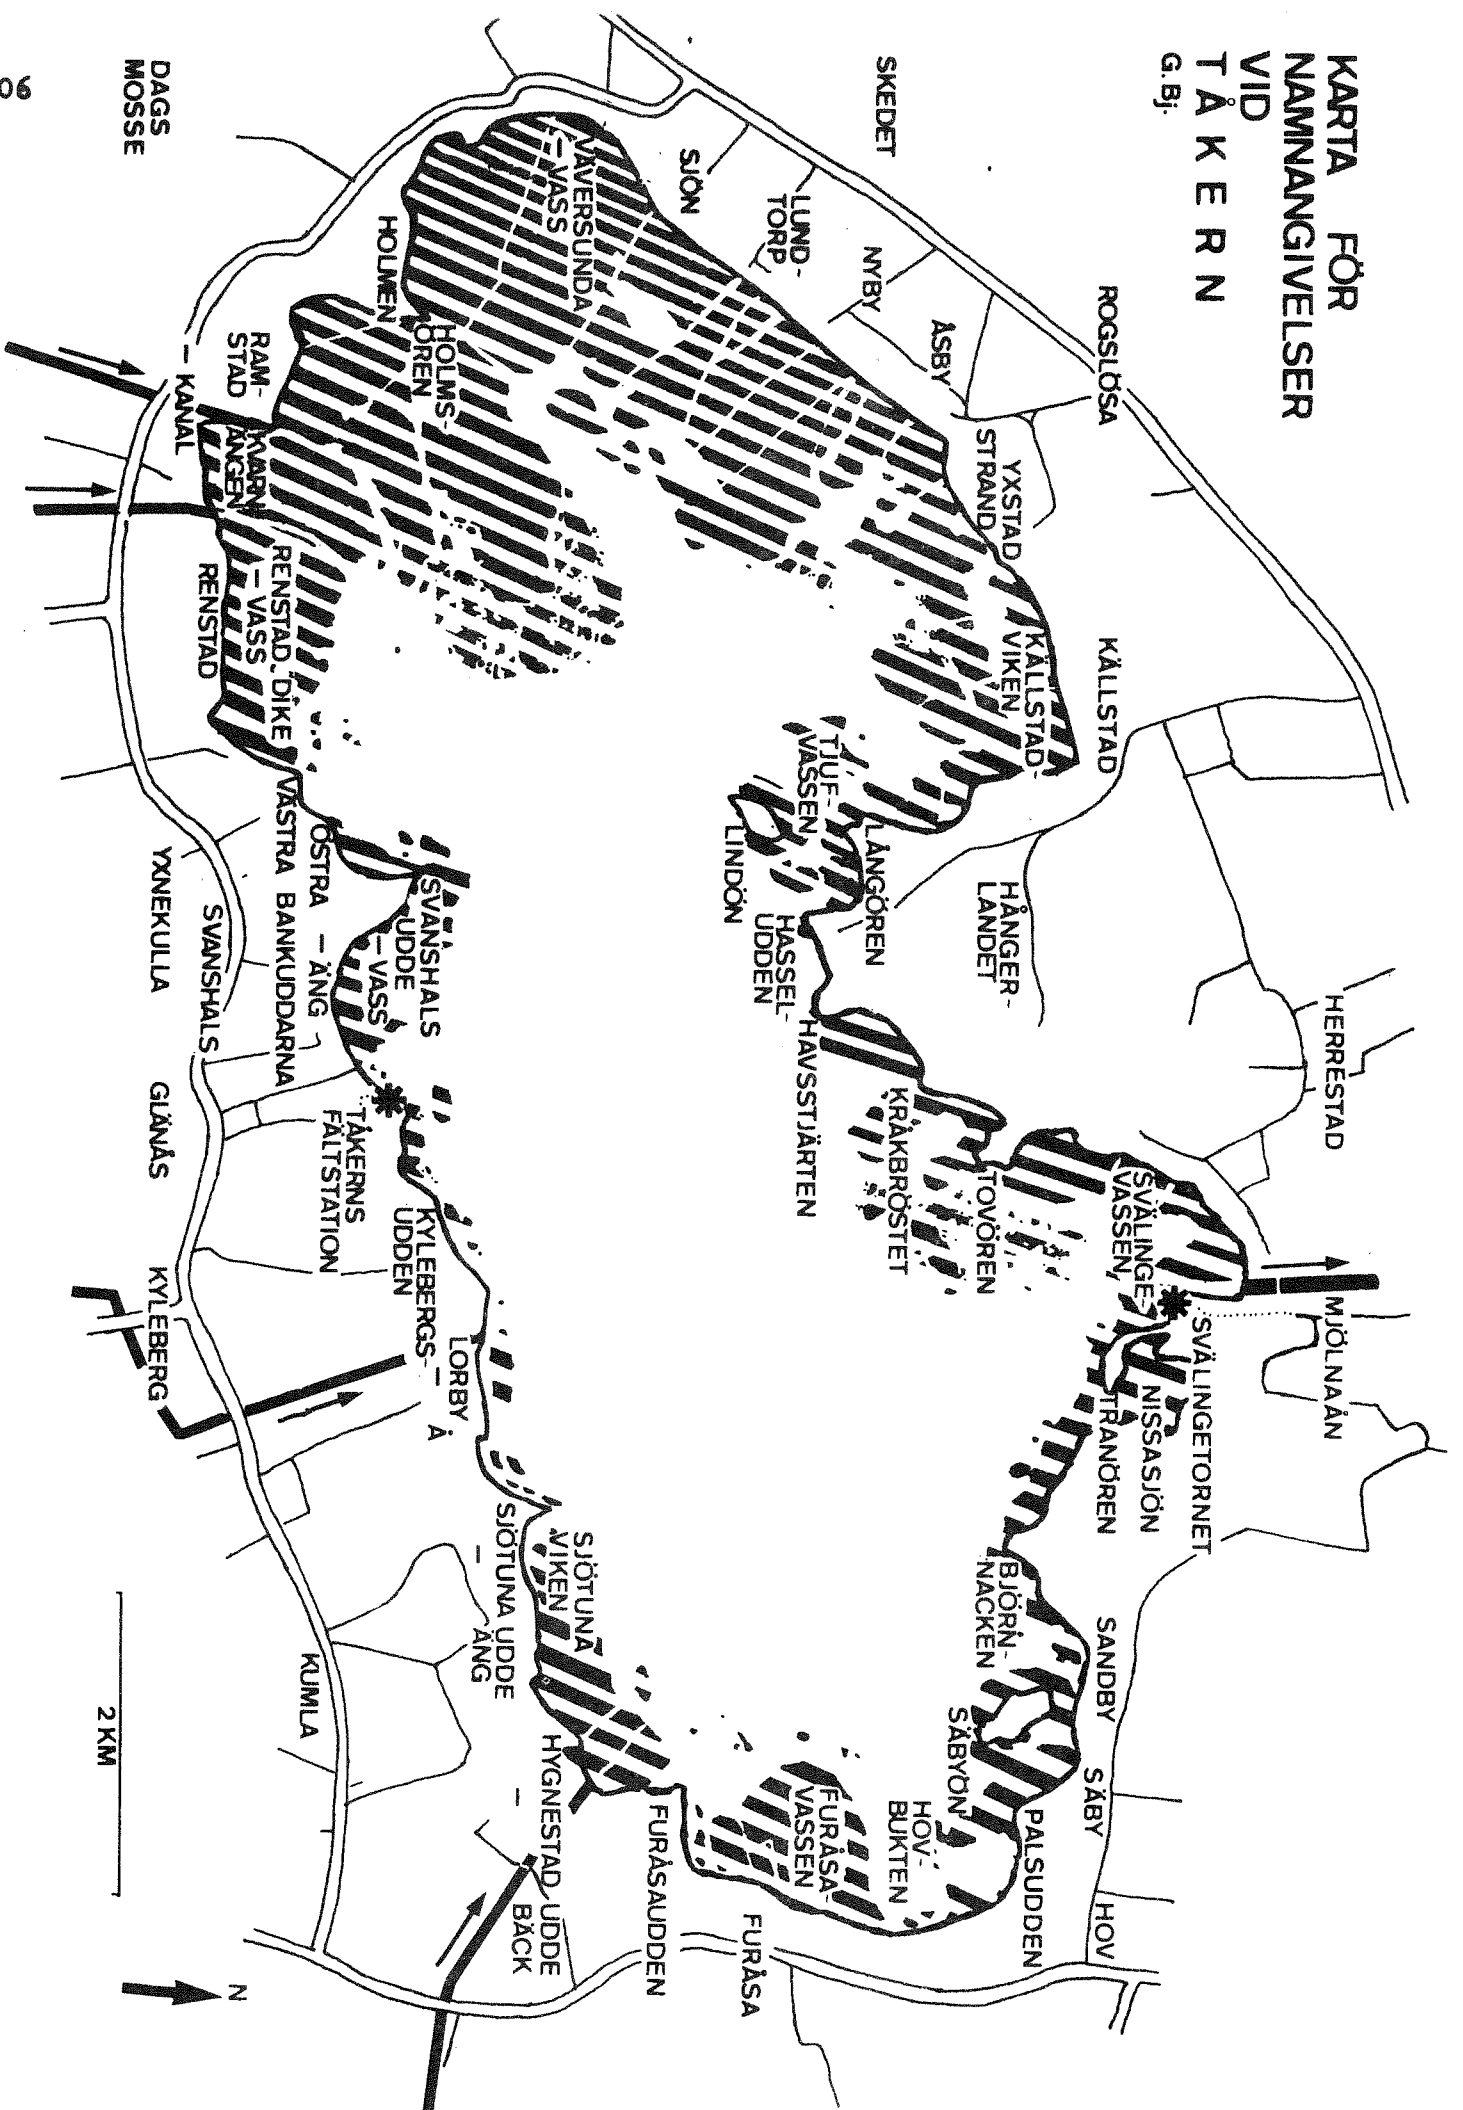 KARTA FÖR
NAMNANGIVELSER
VID
TÅKERN
G. Bj.
SKEDET
ROGSLÖSA
KÄLLSTAD
HERRESTAD
MJÖLNAÅN
SVÄLINGETORNET
NISSASJÖN
TRANÖREN
SVÄLINGE-
VASSEN
SANDBY
SÄBY
HOV
PALSUDDEN
SJÖN
LUND-
TORP
NYBY
ÅSBY
YXSTAD
STRAND
KÄLLSTAD-
VIKEN
HÅNGER-
LANDET
LÅNGÖREN
TJUF-
VASSEN
LINDÖN
HASSEL-
UDDEN
HAVSSTJÄRTEN
KRÅKBRÖSTET
TOVÖREN
BJÖRN-
NACKEN
SÄBYÖN
HOV-
BUKTEN
FURÅSA-
VASSEN
FURÅSA
FURÅSAUDDEN
VÄVERSUNDA
- VASS
HOLMEN
HOLMS-
ÖREN
DAGS
MOSSE
RAM-
STAD
- KANAL
KVARN
ÄNGEN
RENSTAD DIKE
- VASS
RENSTAD
VÄSTRA BANKUDDARNA
ÖSTRA - ÄNG
SVANSHALS
UDDE
- VASS
YXNEKULLA
SVANSHALS
GLÄNÅS
TÅKERNS
FÄLTSTATION
KYLEBERGS-
UDDEN
- Å
LORBY
KYLEBERG
SJÖTUNA
VIKEN
SJÖTUNA UDDE
- ÄNG
KUMLA
HYGNESTAD UDDE
- BÄCK
2 KM
N
06